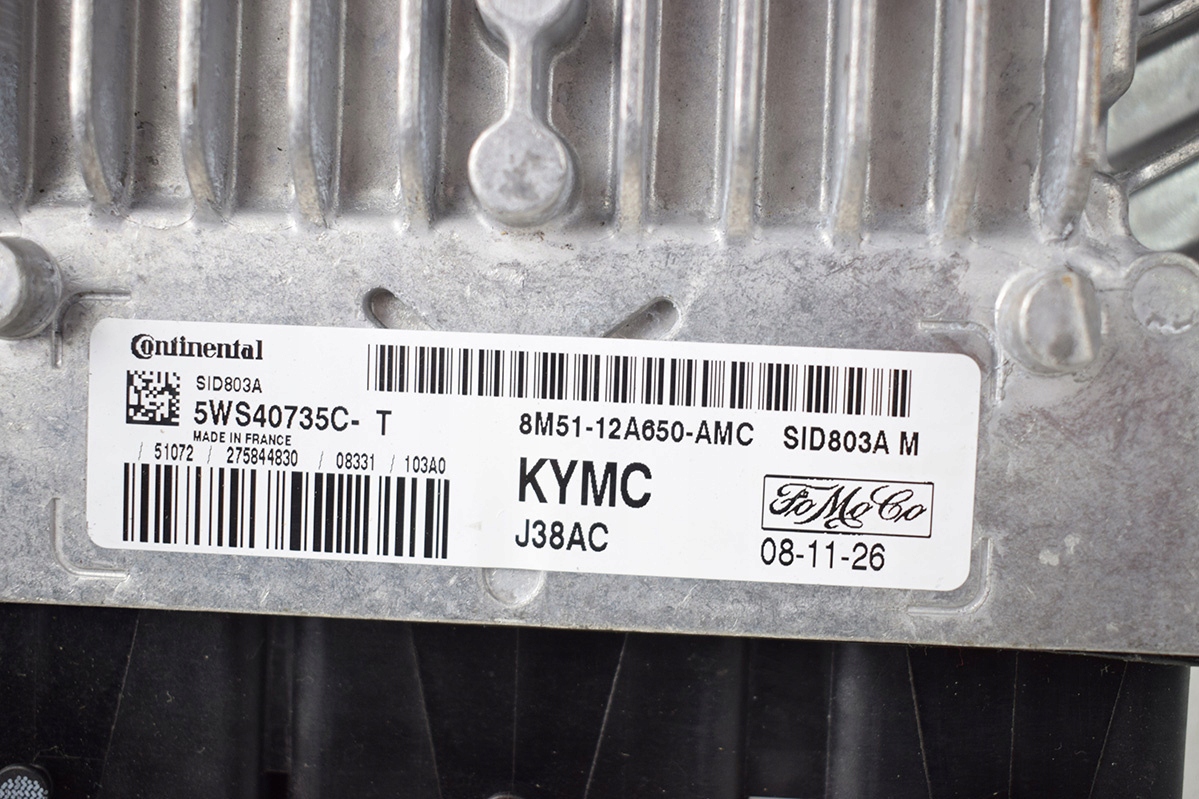 Continental
SID803A
5WS40735C- T
MADE IN FRANCE
/ 51072 / 275844830 / 08331 / 103A0
8M51-12A650-AMC SID803A M
KYMC
J38AC
FoMoCo
08-11-26